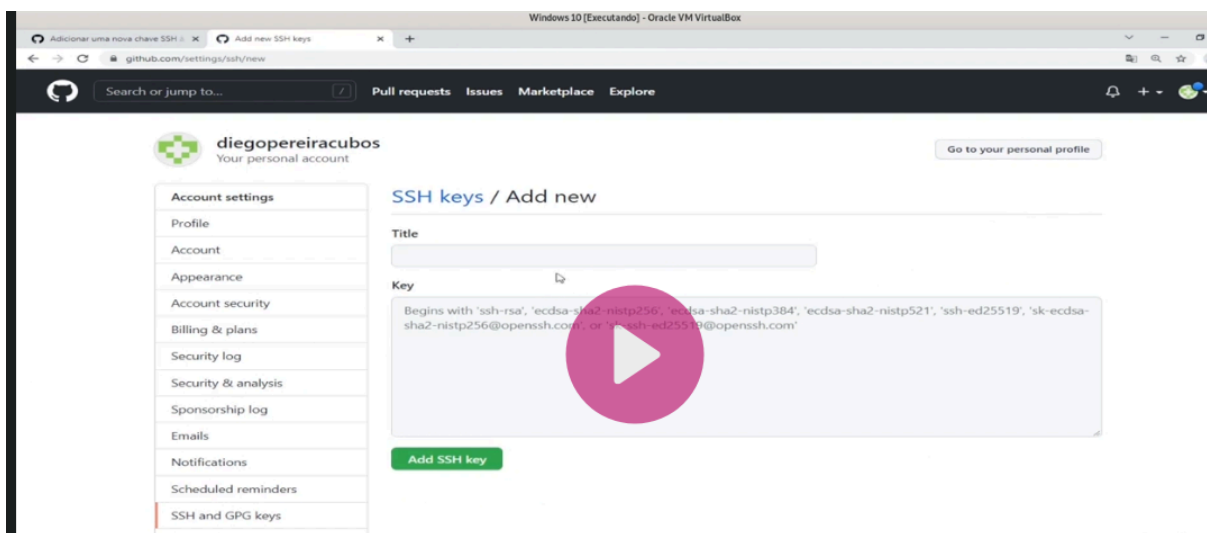 Windows 10 [Executando] - Oracle VM VirtualBox
Adicionar uma nova chave SSH
Add new SSH keys
github.com/settings/ssh/new
Search or jump to...
/
Pull requests Issues Marketplace Explore
diegopereiracubos
Your personal account
Go to your personal profile
Account settings
Profile
Account
Appearance
Account security
Billing & plans
Security log
Security & analysis
Sponsorship log
Emails
Notifications
Scheduled reminders
SSH and GPG keys
SSH keys / Add new
Title
Key
Begins with 'ssh-rsa', 'ecdsa-sha2-nistp256', 'ecdsa-sha2-nistp384', 'ecdsa-sha2-nistp521', 'ssh-ed25519', 'sk-ecdsa-
sha2-nistp256@openssh.com', or 'sk-ssh-ed25519@openssh.com'
Add SSH key